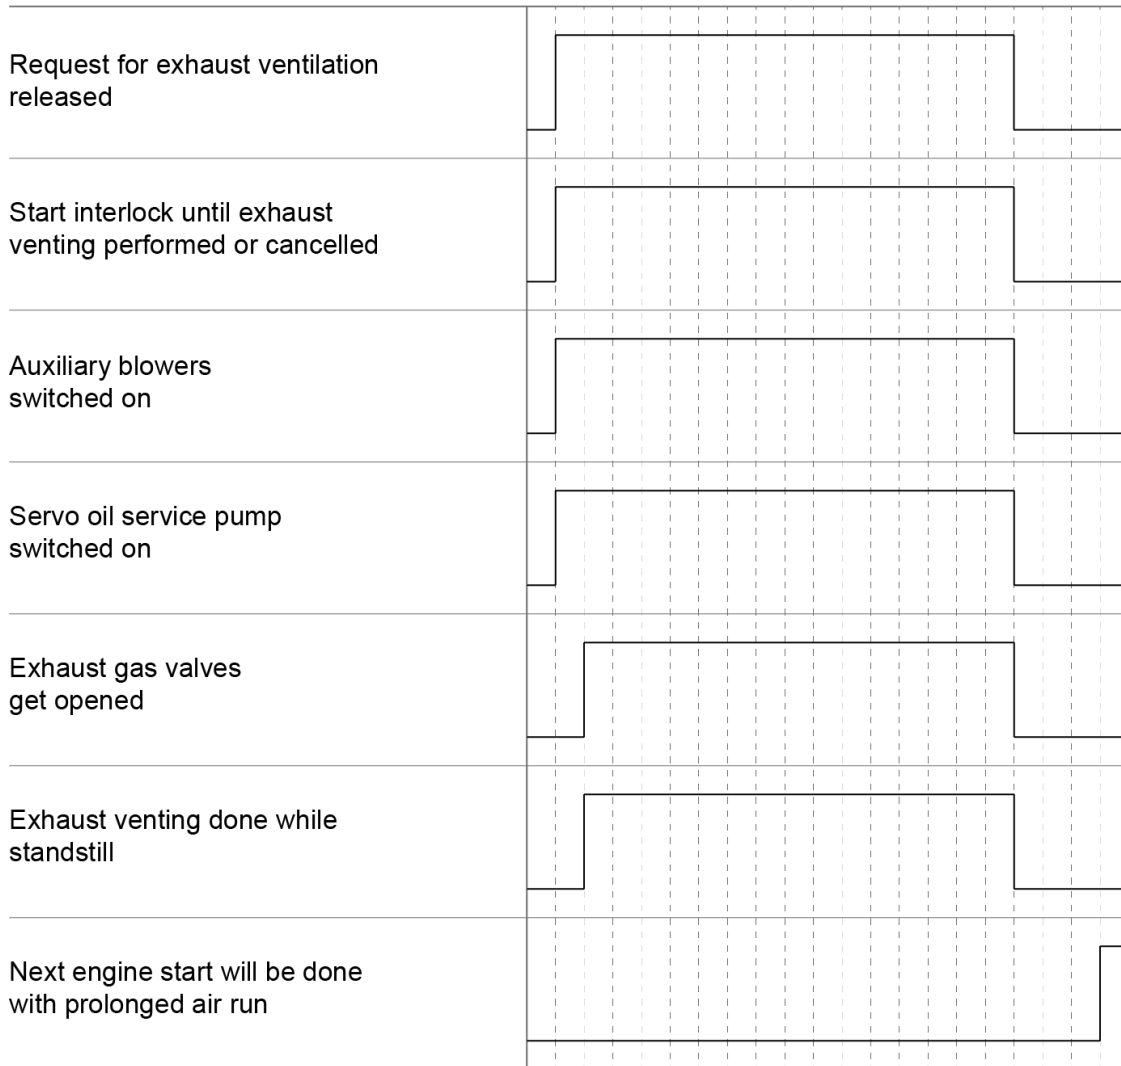 Request for exhaust ventilation
released
Start interlock until exhaust
venting performed or cancelled
Auxiliary blowers
switched on
Servo oil service pump
switched on
Exhaust gas valves
get opened
Exhaust venting done while
standstill
Next engine start will be done
with prolonged air run